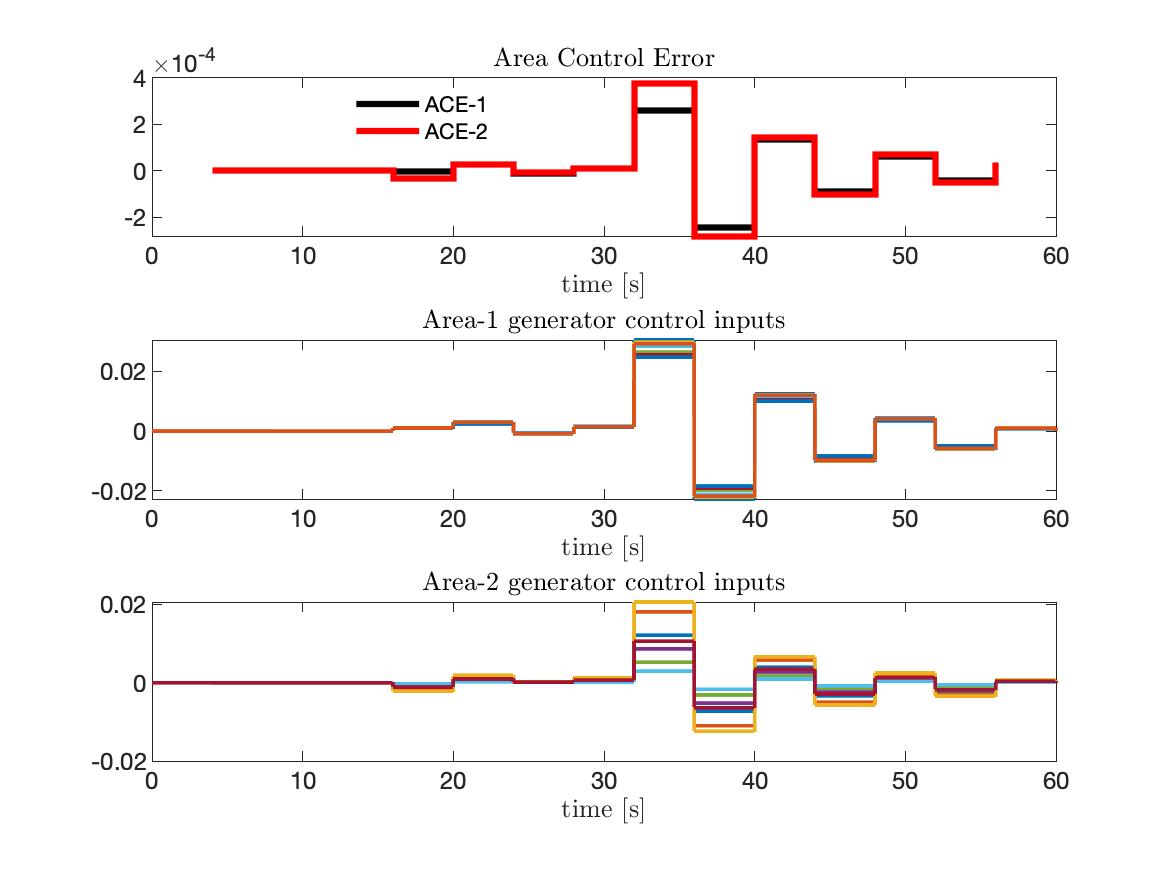 Area Control Error
×10-4
4
2
0
-2
ACE-1
ACE-2
0 10 20 30 40 50 60
time [s]
Area-1 generator control inputs
0.02
0
-0.02
0 10 20 30 40 50 60
time [s]
Area-2 generator control inputs
0.02
0
-0.02
0 10 20 30 40 50 60
time [s]